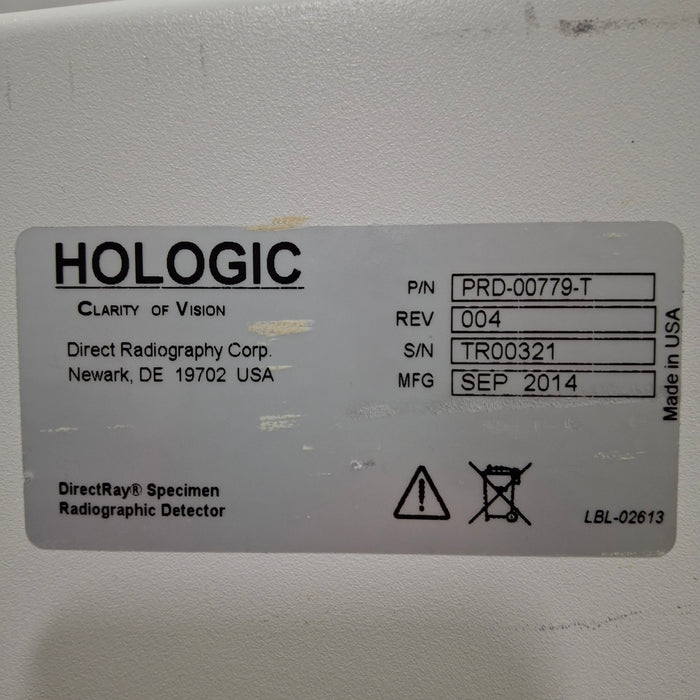 HOLOGIC
CLARITY OF VISION
Direct Radiography Corp.
Newark, DE 19702 USA
P/N PRD-00779-T
REV 004
S/N TR00321
MFG SEP 2014
Made in USA
DirectRay® Specimen
Radiographic Detector
LBL-02613